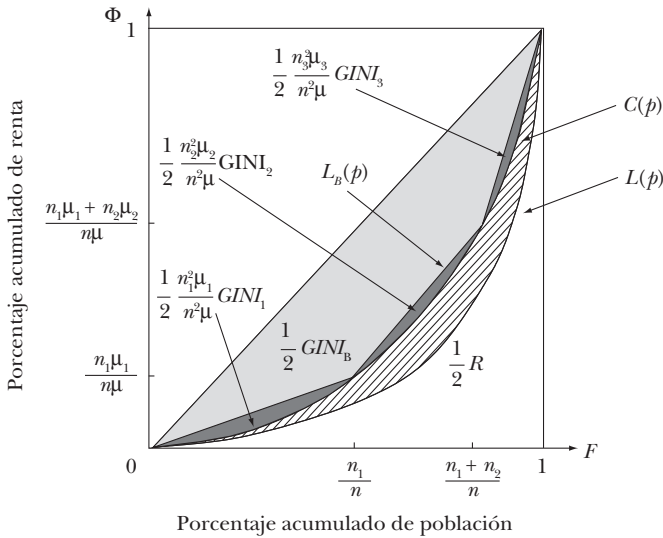 Φ
1
1/2 n₃²μ₃/n²μ GINI₃
C(p)
1/2 n₂²μ₂/n²μ GINI₂
L_B(p)
L(p)
Porcentaje acumulado de renta
n₁μ₁ + n₂μ₂/nμ
1/2 n₁²μ₁/n²μ GINI₁
1/2 GINI_B
1/2 R
n₁μ₁/nμ
0
n₁/n
n₁ + n₂/n
1
F
Porcentaje acumulado de población